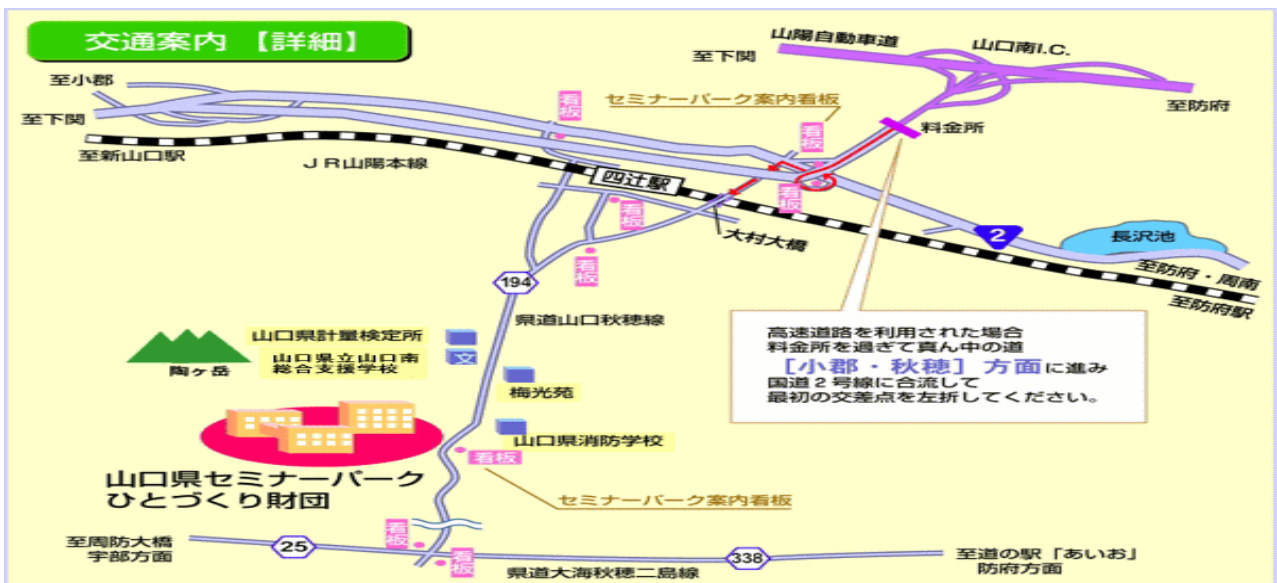 交通案内 【詳細】
山陽自動車道
山口南I.C.
至下関
至防府
至小郡
至下関
至新山口駅
JR山陽本線
看板
セミナーパーク案内看板
看板
料金所
四辻駅
看板
看板
大村大橋
看板
2
長沢池
至防府・周南
至防府駅
194
県道山口秋穂線
高速道路を利用された場合
料金所を過ぎて真ん中の道
[小郡・秋穂] 方面に進み
国道2号線に合流して
最初の交差点を左折してください。
陶ヶ岳
山口県計量検定所
山口県立山口南
総合支援学校
文
梅光苑
山口県消防学校
看板
山口県セミナーパーク
ひとづくり財団
セミナーパーク案内看板
看板
看板
至周防大橋
宇部方面
25
県道大海秋穂二島線
338
至道の駅「あいお」
防府方面